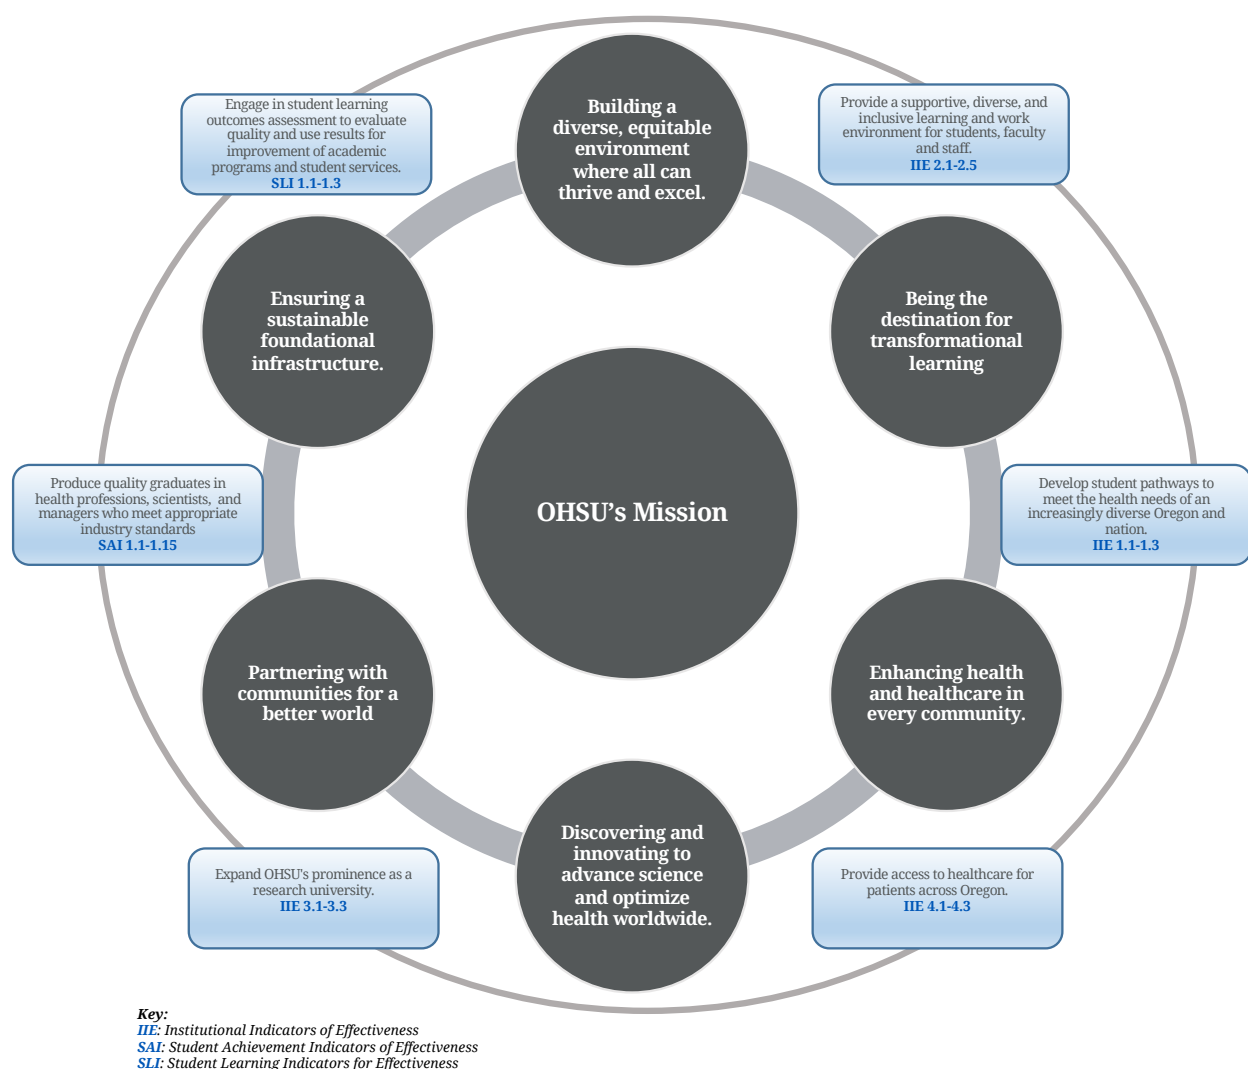 Building a
diverse, equitable
environment
where all can
thrive and excel.
Engage in student learning
outcomes assessment to evaluate
quality and use results for
improvement of academic
programs and student services.
SLI 1.1-1.3
Provide a supportive, diverse, and
inclusive learning and work
environment for students, faculty
and staff.
IIE 2.1-2.5
Ensuring a
sustainable
foundational
infrastructure.
Being the
destination for
transformational
learning
Produce quality graduates in
health professions, scientists,  and
managers who meet appropriate
industry standards
SAI 1.1-1.15
OHSU's Mission
Develop student pathways to
meet the health needs of an
increasingly diverse Oregon and
nation.
IIE 1.1-1.3
Partnering with
communities for a
better world
Enhancing health
and healthcare in
every community.
Discovering and
innovating to
advance science
and optimize
health worldwide.
Expand OHSU's prominence as a
research university.
IIE 3.1-3.3
Provide access to healthcare for
patients across Oregon.
IIE 4.1-4.3
Key:
IIE: Institutional Indicators of Effectiveness
SAI: Student Achievement Indicators of Effectiveness
SLI: Student Learning Indicators for Effectiveness